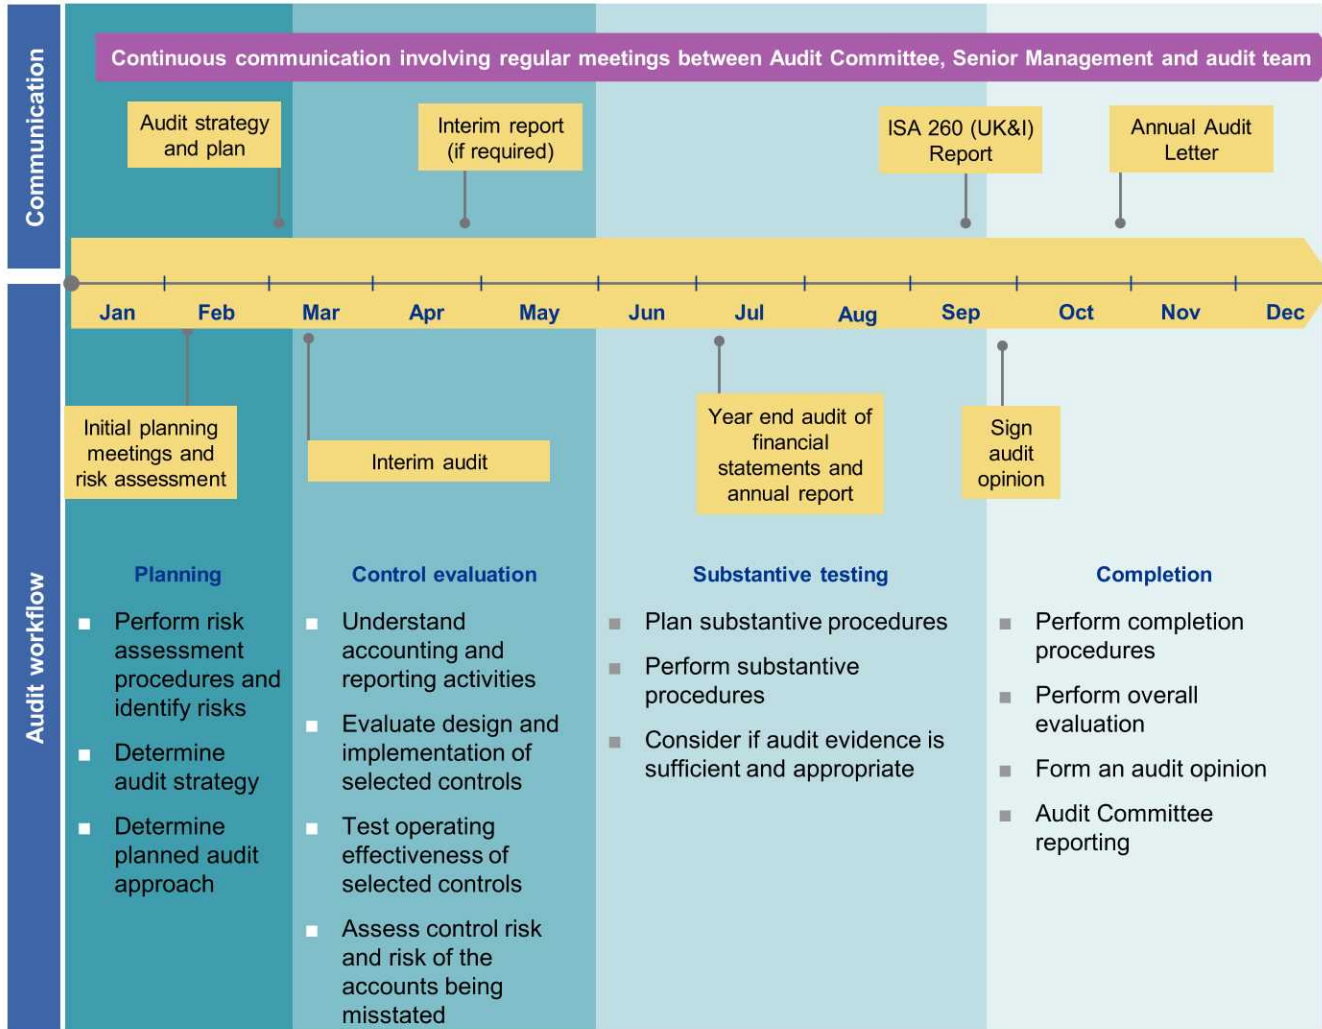 Communication
Continuous communication involving regular meetings between Audit Committee, Senior Management and audit team
Audit strategy
and plan
Interim report
(if required)
ISA 260 (UK&I)
Report
Annual Audit
Letter
Jan Feb Mar Apr May Jun Jul Aug Sep Oct Nov Dec
Audit workflow
Initial planning
meetings and
risk assessment
Interim audit
Year end audit of
financial
statements and
annual report
Sign
audit
opinion
Planning
Perform risk
assessment
procedures and
identify risks
Determine
audit strategy
Determine
planned audit
approach
Control evaluation
Understand
accounting and
reporting activities
Evaluate design and
implementation of
selected controls
Test operating
effectiveness of
selected controls
Assess control risk
and risk of the
accounts being
misstated
Substantive testing
Plan substantive procedures
Perform substantive
procedures
Consider if audit evidence is
sufficient and appropriate
Completion
Perform completion
procedures
Perform overall
evaluation
Form an audit opinion
Audit Committee
reporting